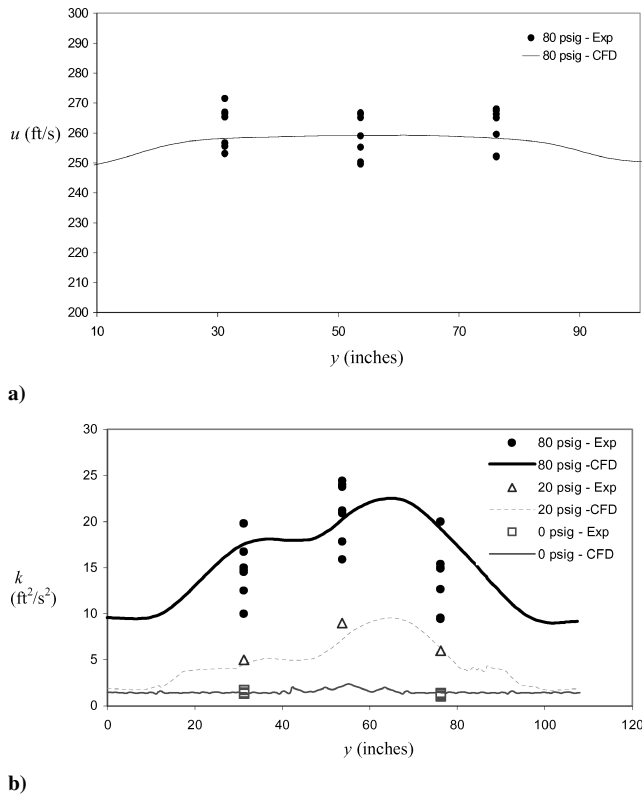 300
290
280
270
260
250
240
230
220
210
200
u (ft/s)
80 psig - Exp
80 psig - CFD
10 30 50 70 90
y (inches)
a)
30
25
20
15
10
5
0
k
(ft²/s²)
80 psig - Exp
80 psig -CFD
20 psig - Exp
20 psig -CFD
0 psig - Exp
0 psig - CFD
0 20 40 60 80 100 120
y (inches)
b)